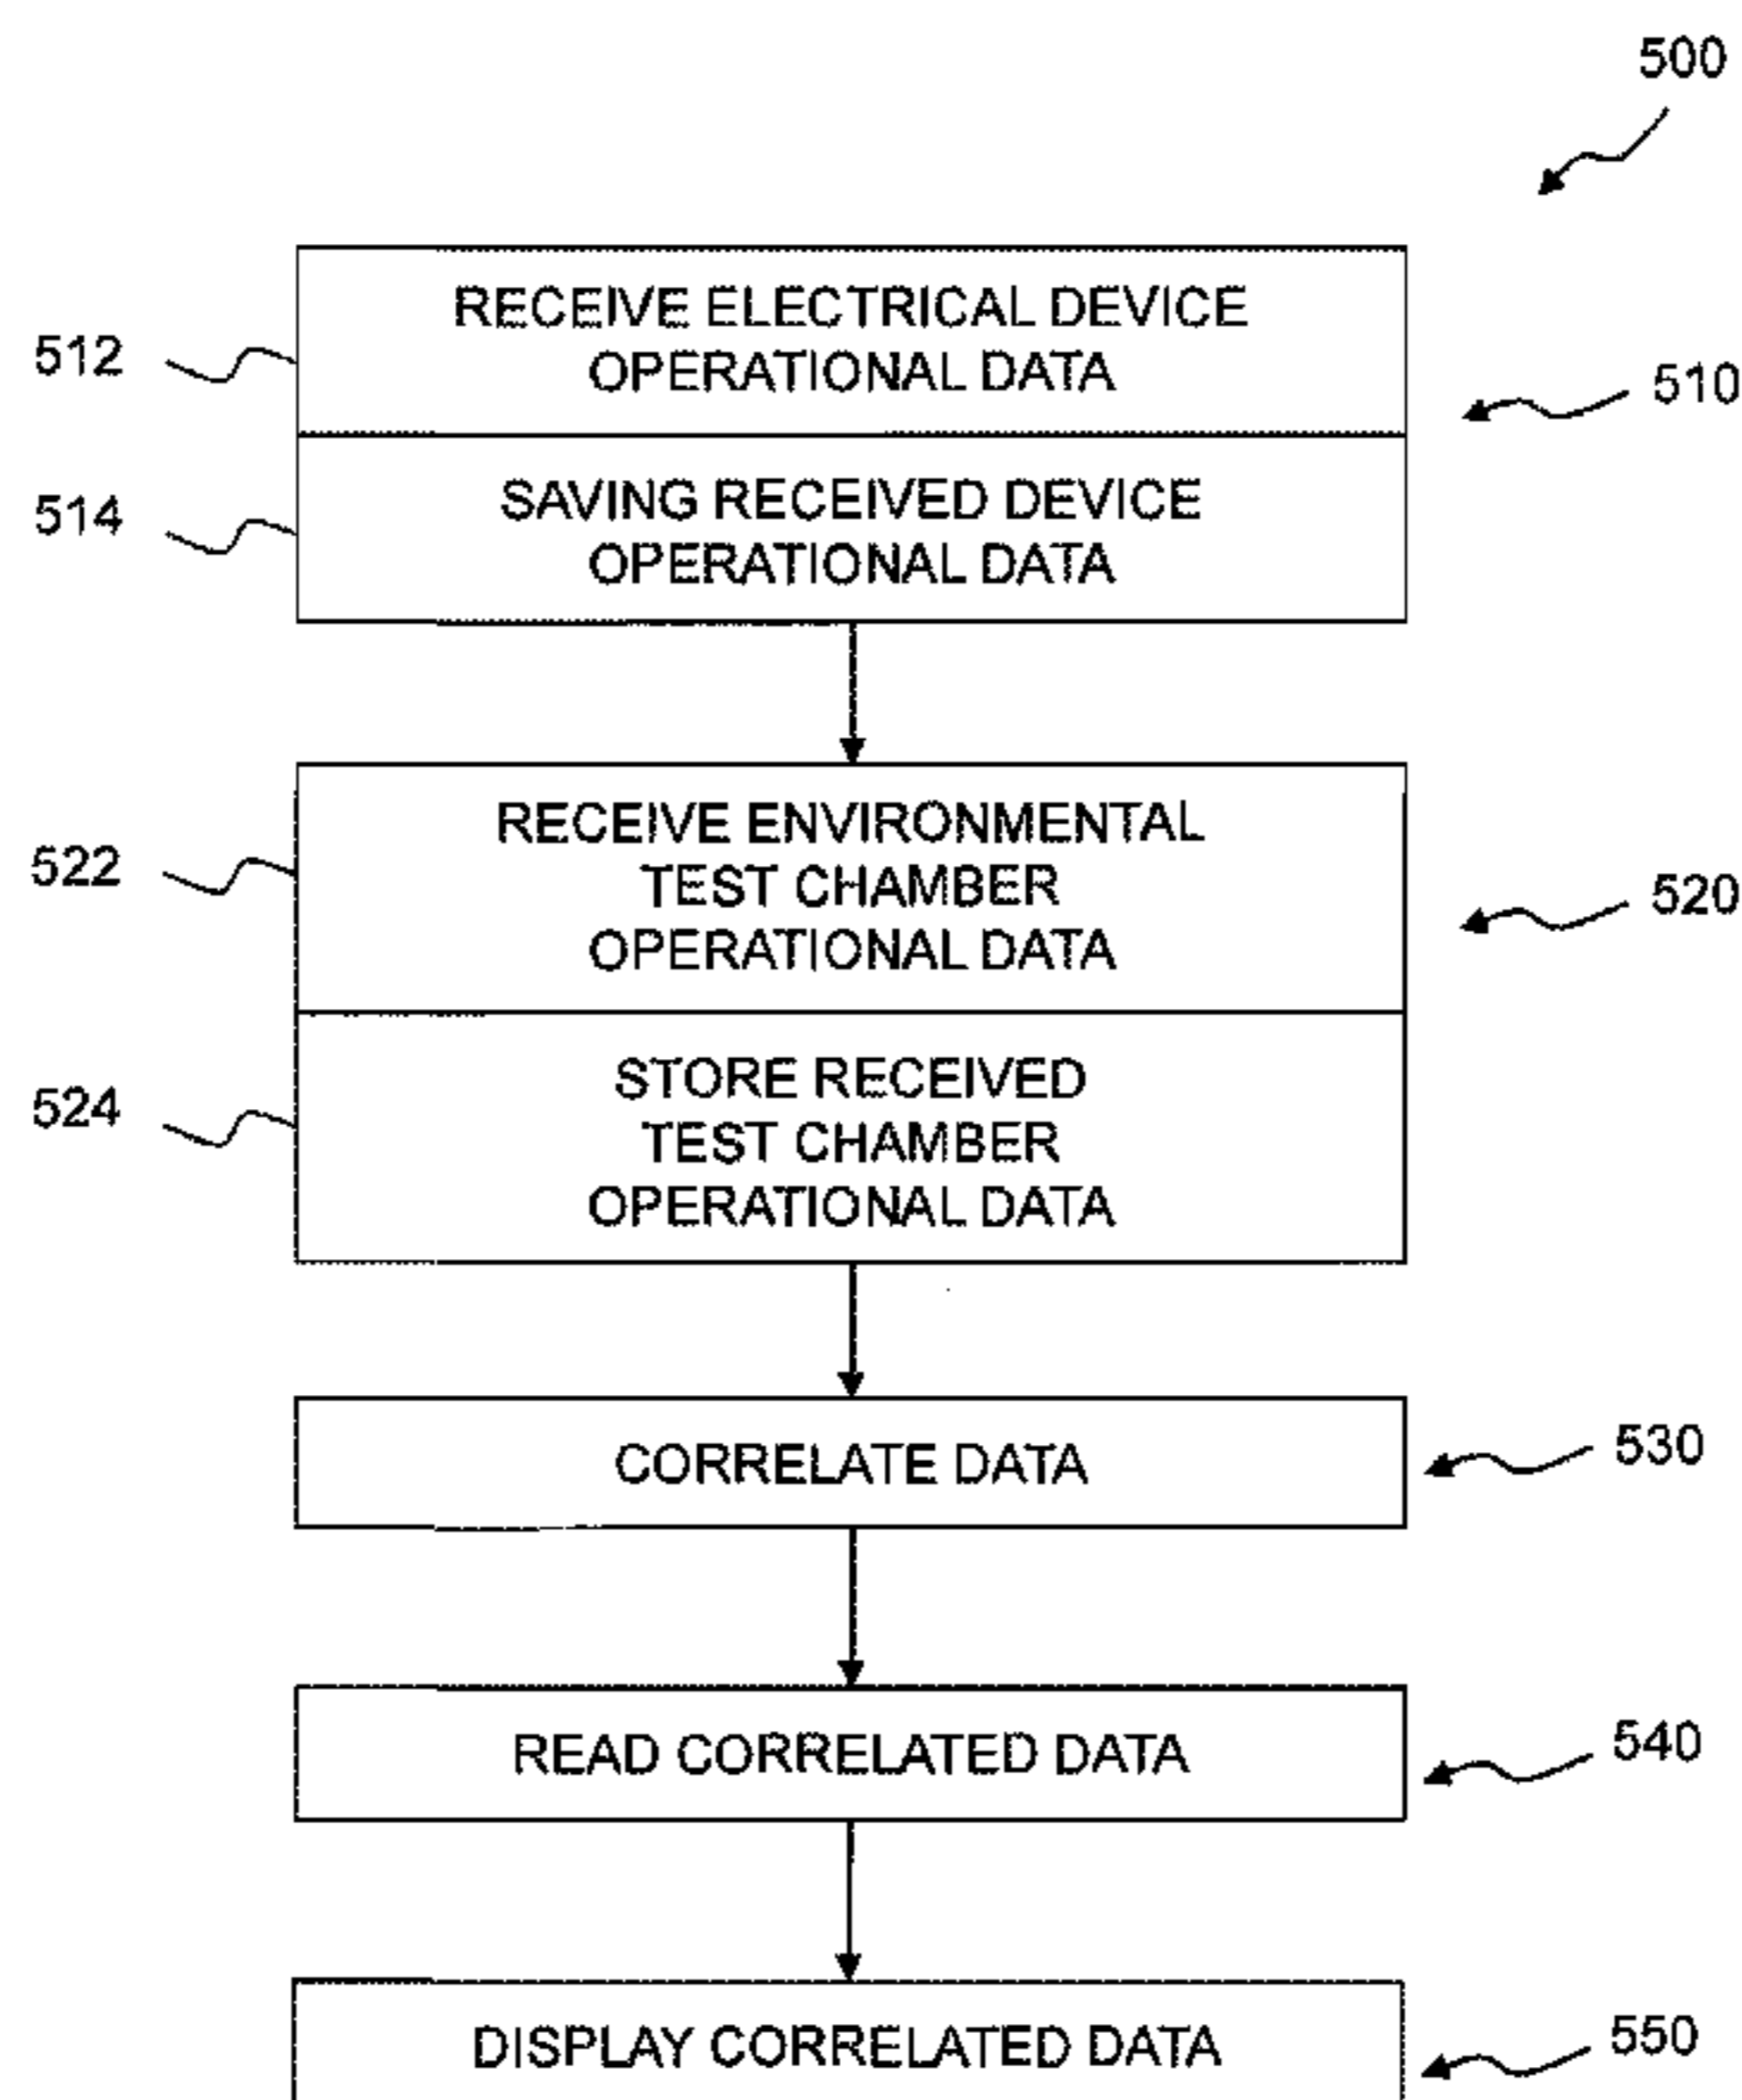 500
RECEIVE ELECTRICAL DEVICE
OPERATIONAL DATA
512
510
SAVING RECEIVED DEVICE
OPERATIONAL DATA
514
RECEIVE ENVIRONMENTAL
TEST CHAMBER
OPERATIONAL DATA
522
520
STORE RECEIVED
TEST CHAMBER
OPERATIONAL DATA
524
CORRELATE DATA
530
READ CORRELATED DATA
540
DISPLAY CORRELATED DATA
550